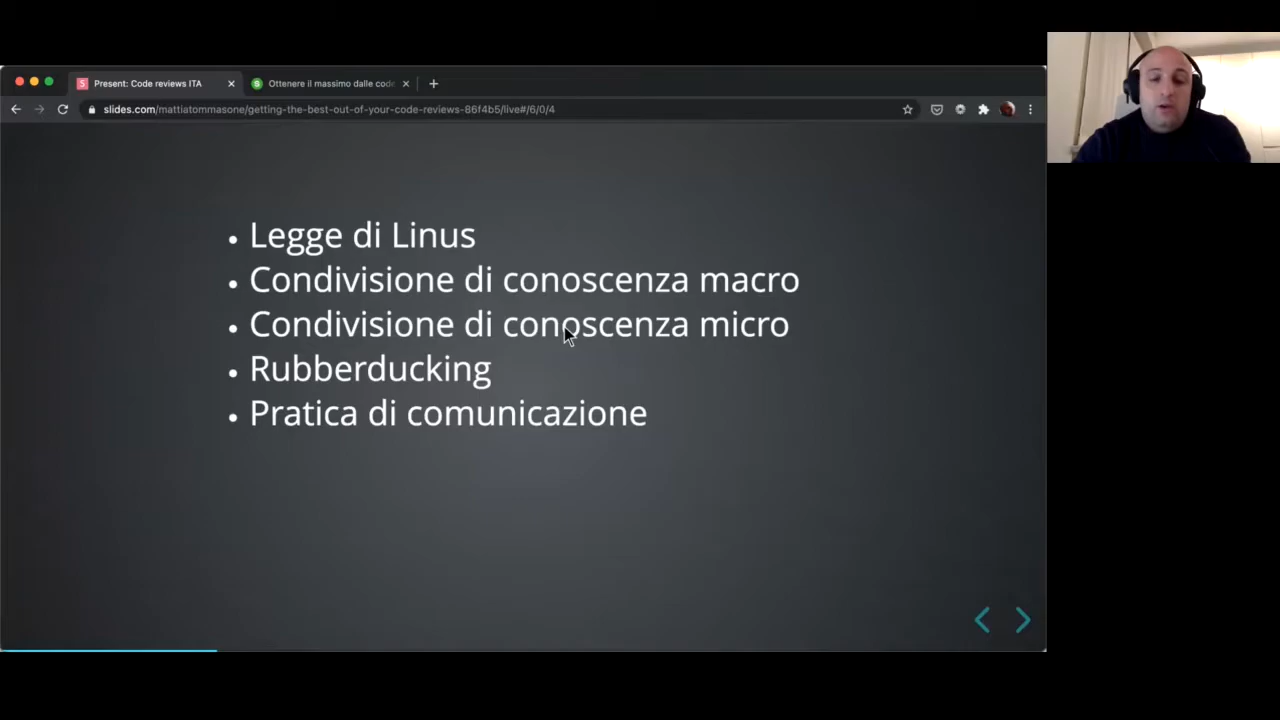 Present: Code reviews ITA
Ottenere il massimo dalle code
slides.com/mattiatommasone/getting-the-best-out-of-your-code-reviews-86f4b5/live#/6/0/4
• Legge di Linus
• Condivisione di conoscenza macro
• Condivisione di conoscenza micro
• Rubberducking
• Pratica di comunicazione